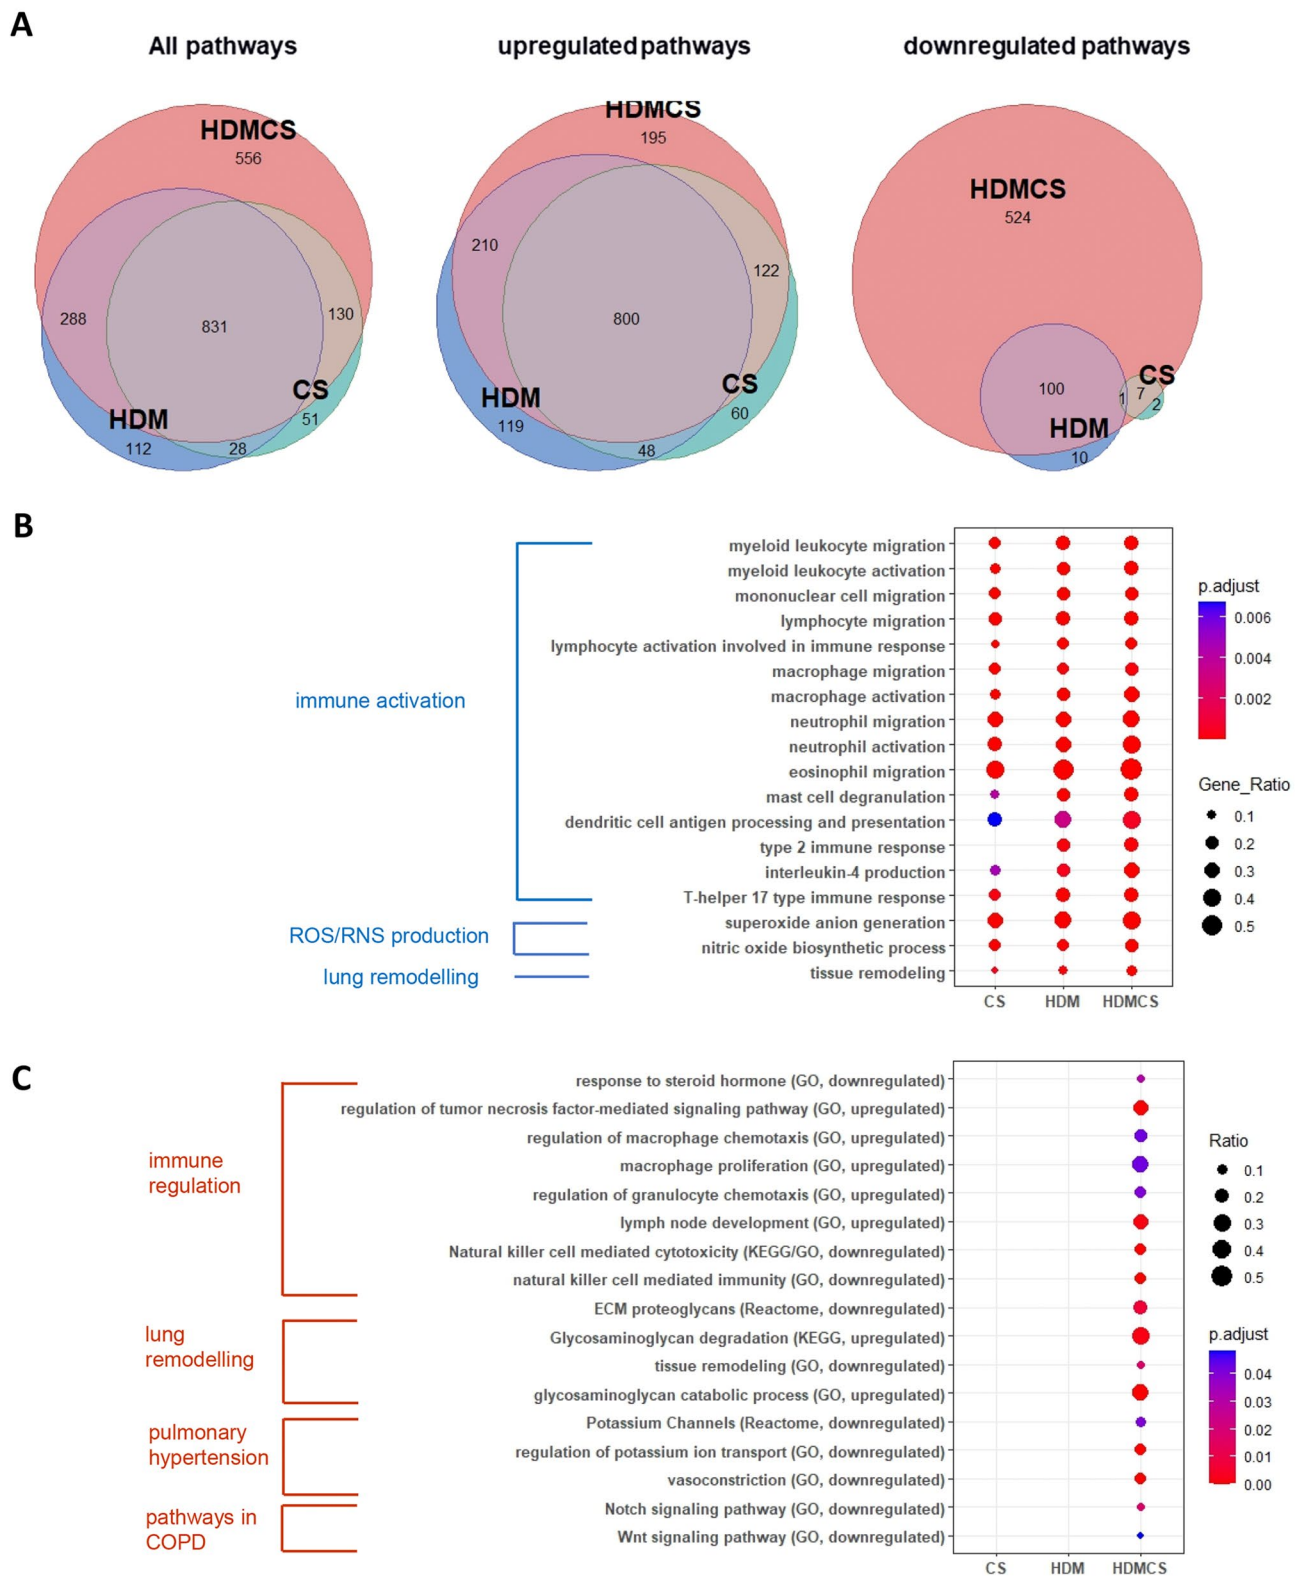 A
All pathways
upregulated pathways
downregulated pathways
HDMCS
556
288
831
130
CS
51
HDM
112
28
HDMCS
195
210
122
800
HDM
119
CS
60
48
HDMCS
524
100
1
7
CS
2
HDM
10
B
immune activation
ROS/RNS production
lung remodelling
myeloid leukocyte migration
myeloid leukocyte activation
mononuclear cell migration
lymphocyte migration
lymphocyte activation involved in immune response
macrophage migration
macrophage activation
neutrophil migration
neutrophil activation
eosinophil migration
mast cell degranulation
dendritic cell antigen processing and presentation
type 2 immune response
interleukin-4 production
T-helper 17 type immune response
superoxide anion generation
nitric oxide biosynthetic process
tissue remodeling
CS HDM HDMCS
p.adjust
0.006
0.004
0.002
Gene_Ratio
0.1
0.2
0.3
0.4
0.5
C
immune
regulation
lung
remodelling
pulmonary
hypertension
pathways in
COPD
response to steroid hormone (GO, downregulated)
regulation of tumor necrosis factor-mediated signaling pathway (GO, upregulated)
regulation of macrophage chemotaxis (GO, upregulated)
macrophage proliferation (GO, upregulated)
regulation of granulocyte chemotaxis (GO, upregulated)
lymph node development (GO, upregulated)
Natural killer cell mediated cytotoxicity (KEGG/GO, downregulated)
natural killer cell mediated immunity (GO, downregulated)
ECM proteoglycans (Reactome, downregulated)
Glycosaminoglycan degradation (KEGG, upregulated)
tissue remodeling (GO, downregulated)
glycosaminoglycan catabolic process (GO, upregulated)
Potassium Channels (Reactome, downregulated)
regulation of potassium ion transport (GO, downregulated)
vasoconstriction (GO, downregulated)
Notch signaling pathway (GO, downregulated)
Wnt signaling pathway (GO, downregulated)
CS HDM HDMCS
Ratio
0.1
0.2
0.3
0.4
0.5
p.adjust
0.04
0.03
0.02
0.01
0.00